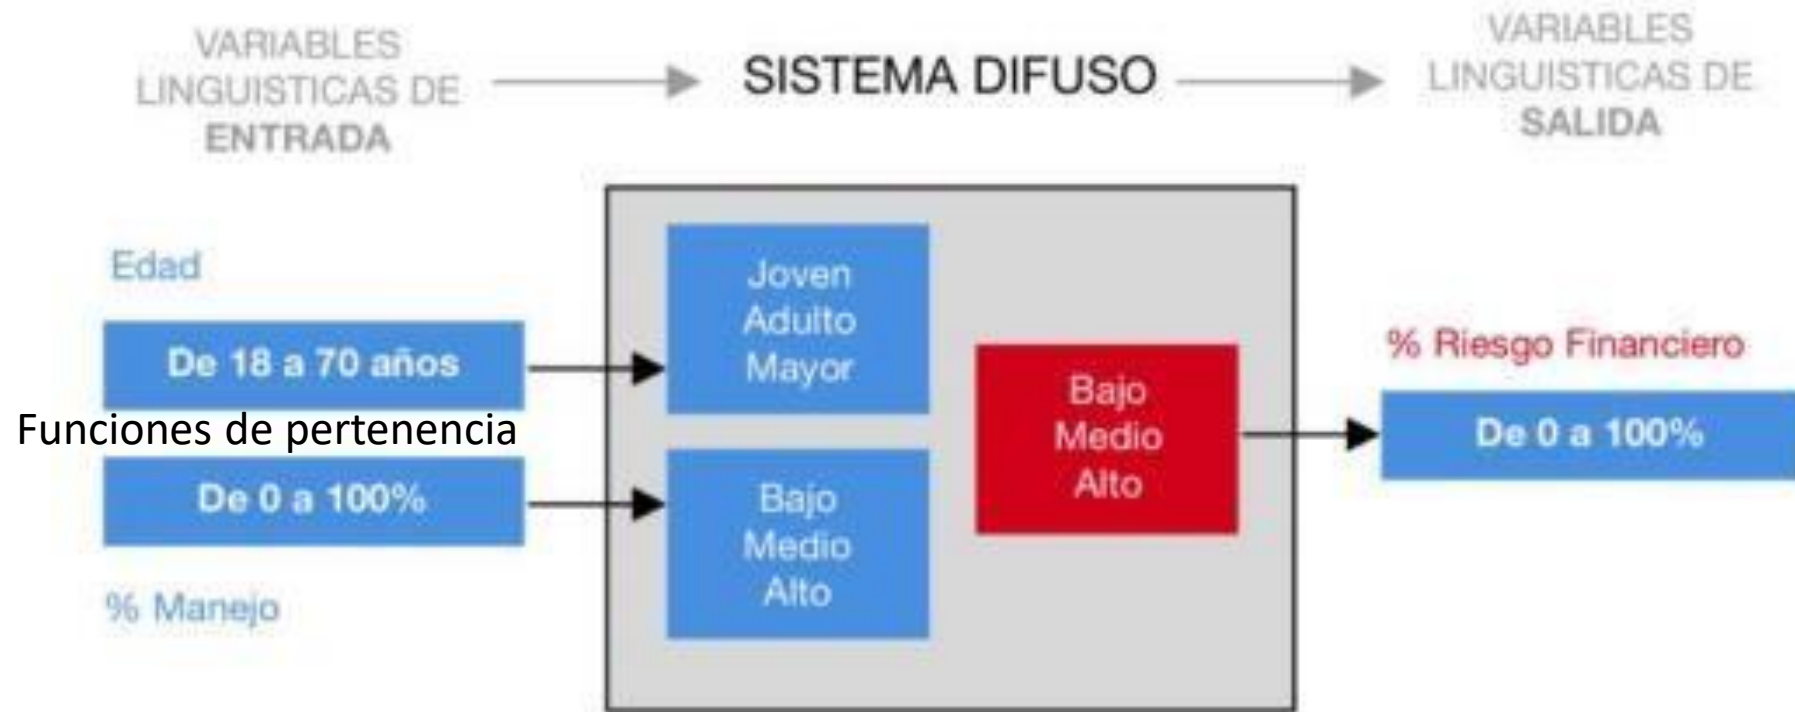 VARIABLES
LINGUISTICAS DE
ENTRADA
SISTEMA DIFUSO
VARIABLES
LINGUISTICAS DE
SALIDA
Edad
De 18 a 70 años
Funciones de pertenencia
De 0 a 100%
% Manejo
Joven
Adulto
Mayor
Bajo
Medio
Alto
Bajo
Medio
Alto
% Riesgo Financiero
De 0 a 100%